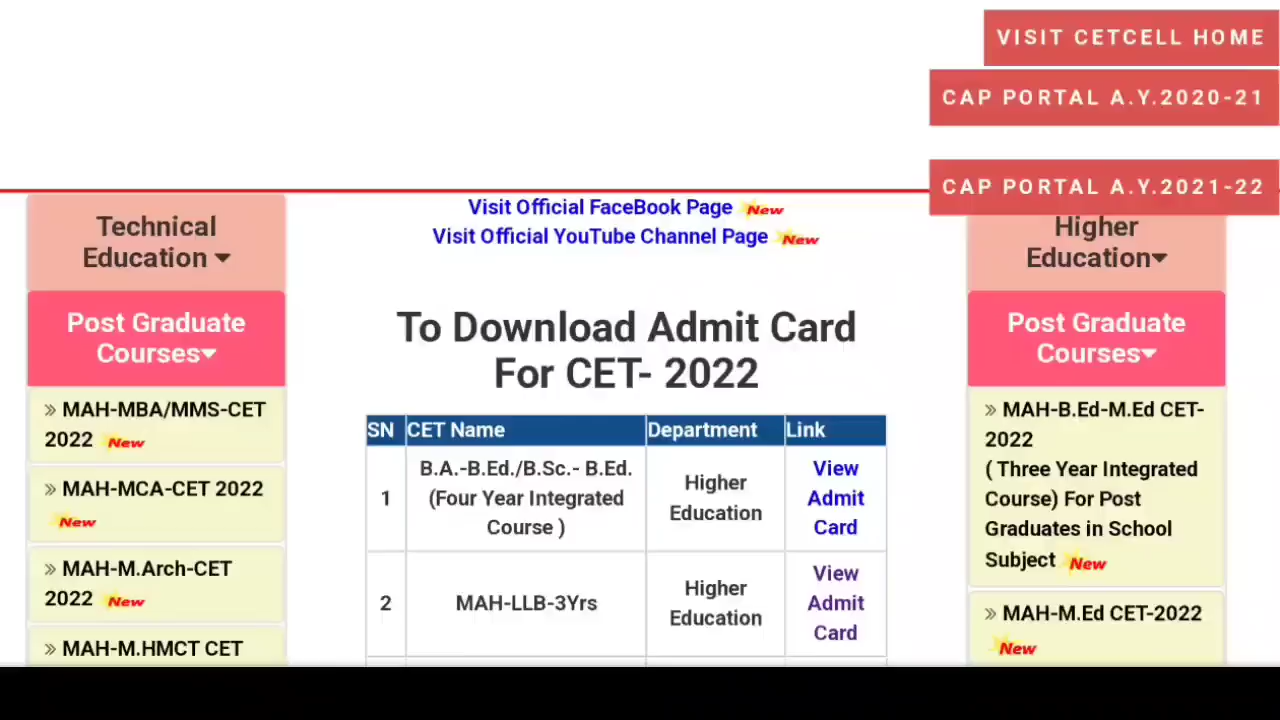 VISIT CETCELL HOME
CAP PORTAL A.Y.2020-21
CAP PORTAL A.Y.2021-22
Technical
Education
Post Graduate
Courses
» MAH-MBA/MMS-CET
2022 New
» MAH-MCA-CET 2022
New
» MAH-M.Arch-CET
2022 New
» MAH-M.HMCT CET
Visit Official FaceBook Page New
Visit Official YouTube Channel Page New
To Download Admit Card
For CET- 2022
SN CET Name Department Link
1 B.A.-B.Ed./B.Sc.- B.Ed. (Four Year Integrated Course ) Higher Education View Admit Card
2 MAH-LLB-3Yrs Higher Education View Admit Card
Higher
Education
Post Graduate
Courses
» MAH-B.Ed-M.Ed CET-
2022
( Three Year Integrated
Course) For Post
Graduates in School
Subject New
» MAH-M.Ed CET-2022
New